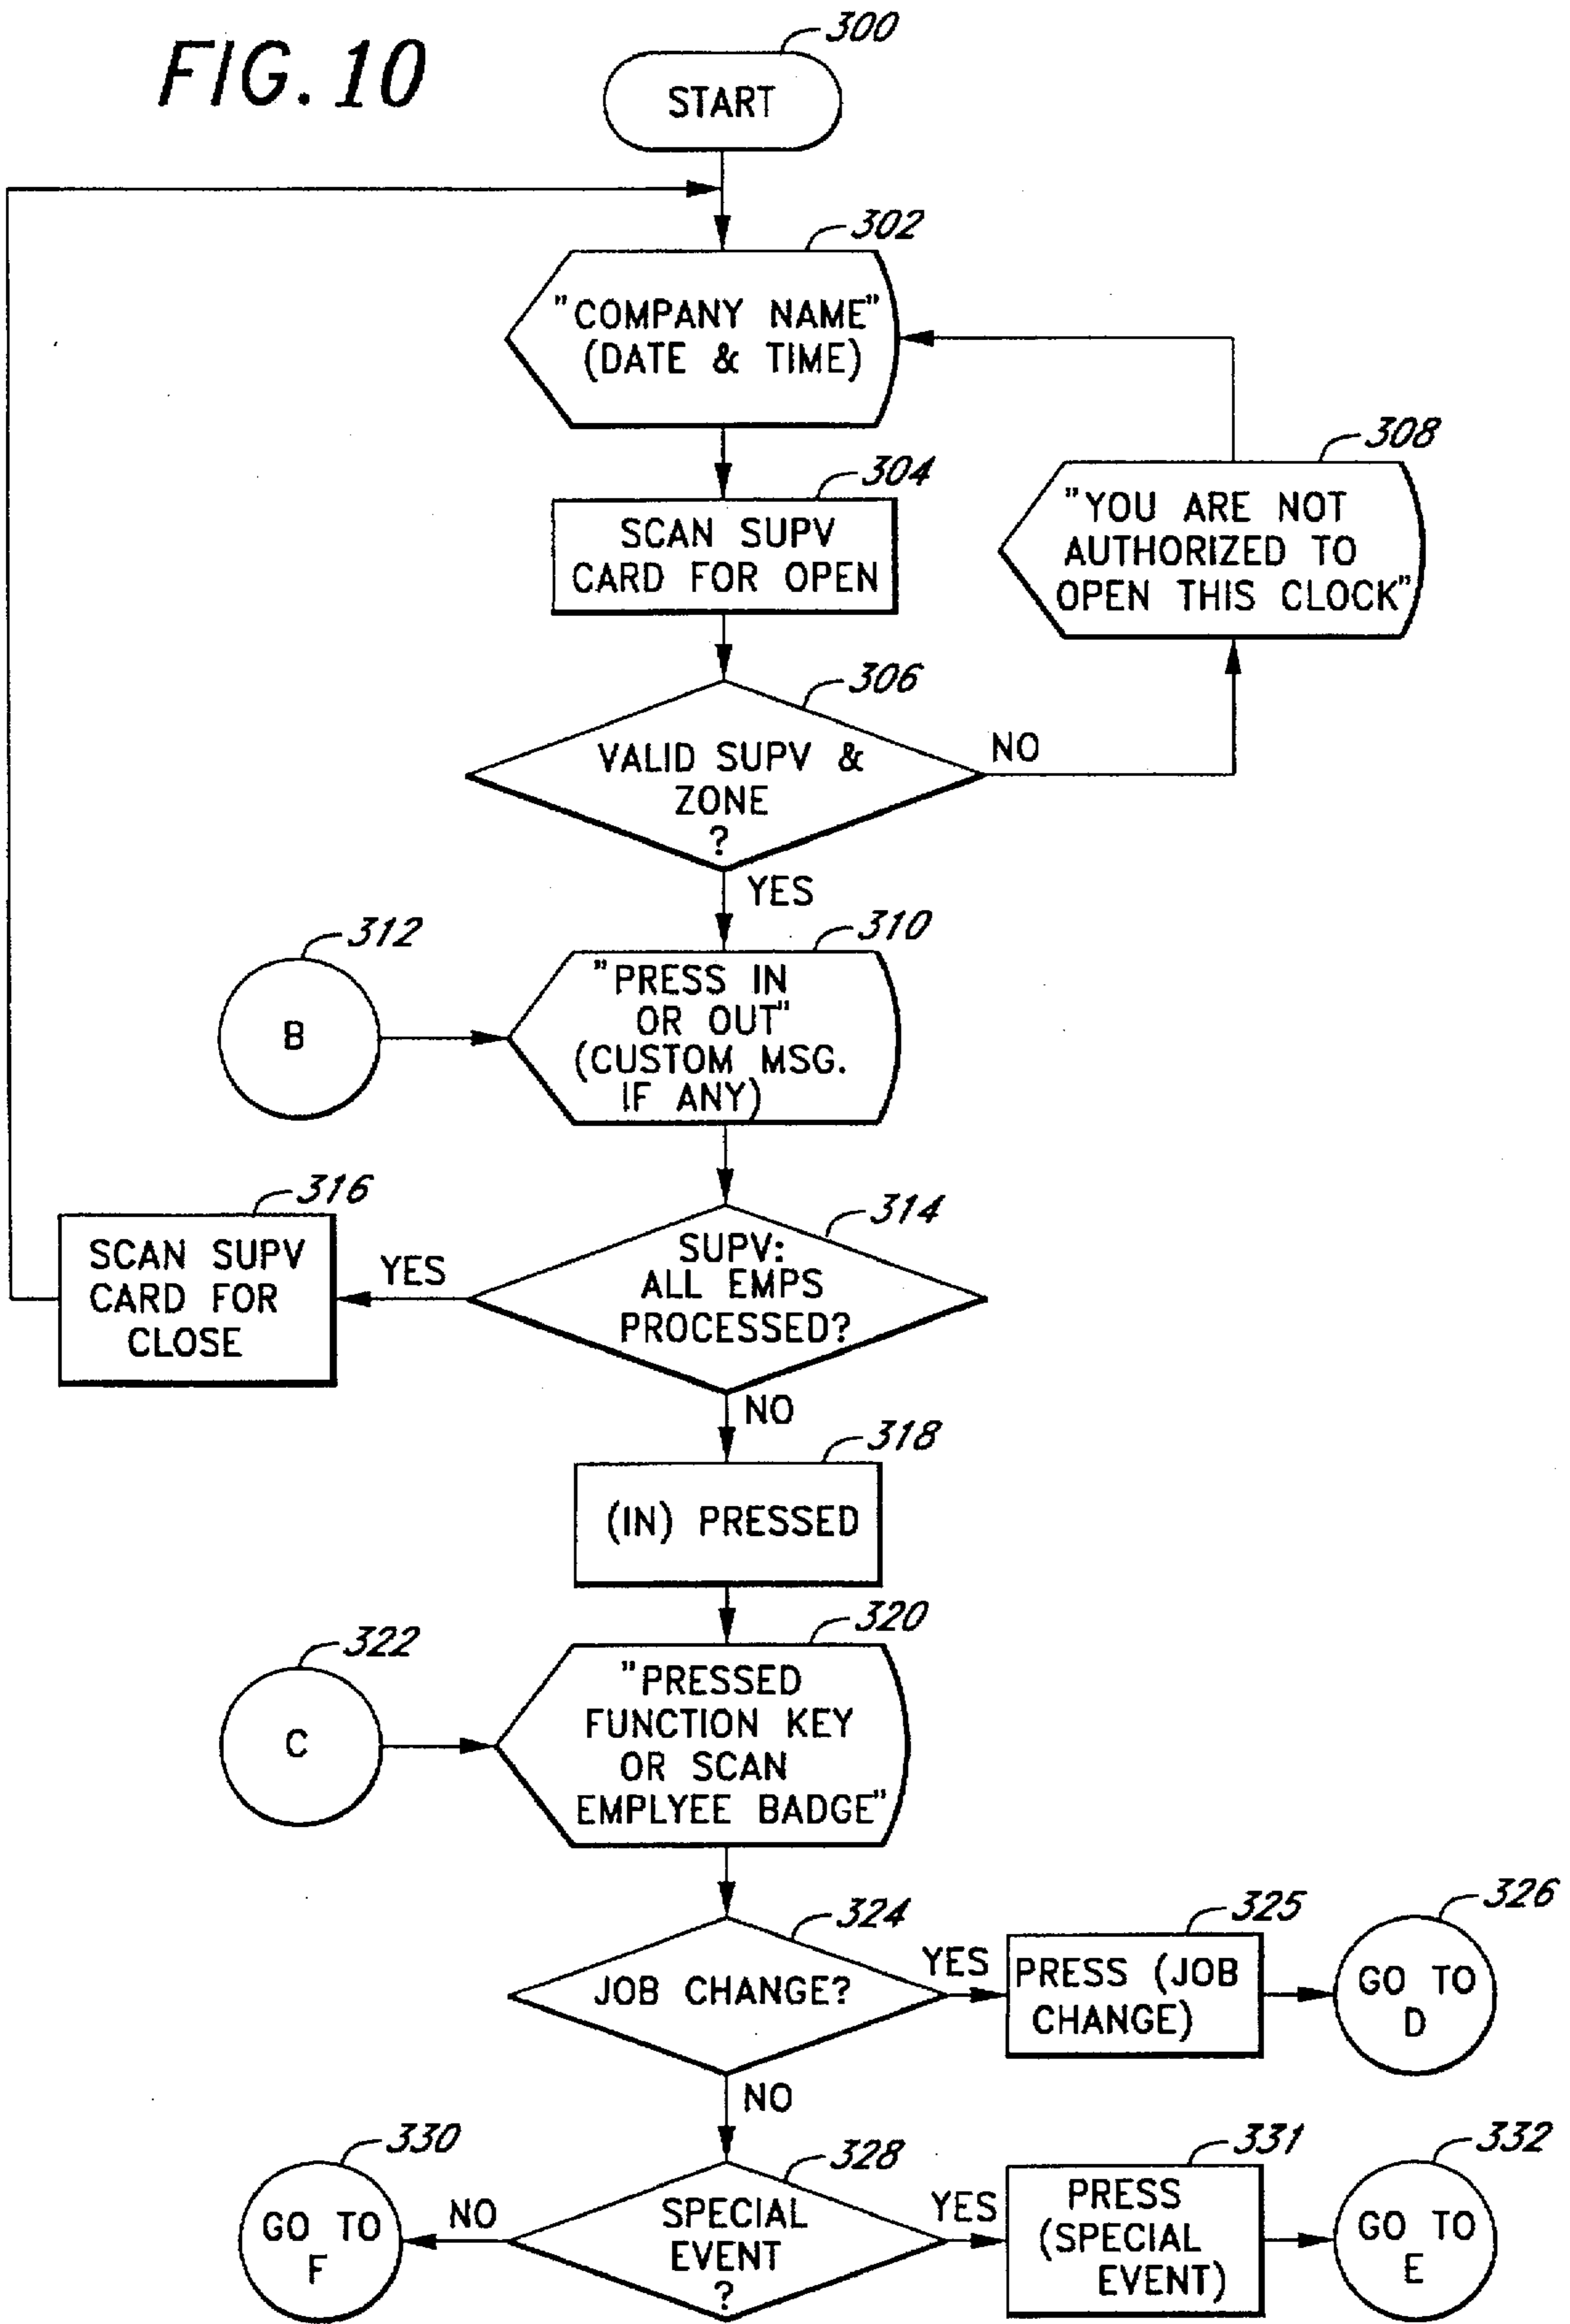 FIG. 10
300
START
302
"COMPANY NAME"
(DATE & TIME)
304
SCAN SUPV
CARD FOR OPEN
308
"YOU ARE NOT
AUTHORIZED TO
OPEN THIS CLOCK"
306
VALID SUPV &
ZONE
?
NO
YES
312
B
310
"PRESS IN
OR OUT"
(CUSTOM MSG.
IF ANY)
316
SCAN SUPV
CARD FOR
CLOSE
YES
314
SUPV:
ALL EMPS
PROCESSED?
NO
318
(IN) PRESSED
322
C
320
"PRESSED
FUNCTION KEY
OR SCAN
EMPLYEE BADGE"
324
JOB CHANGE?
YES
325
PRESS (JOB
CHANGE)
326
GO TO
D
NO
330
GO TO
F
NO
328
SPECIAL
EVENT
?
YES
331
PRESS
(SPECIAL
EVENT)
332
GO TO
E